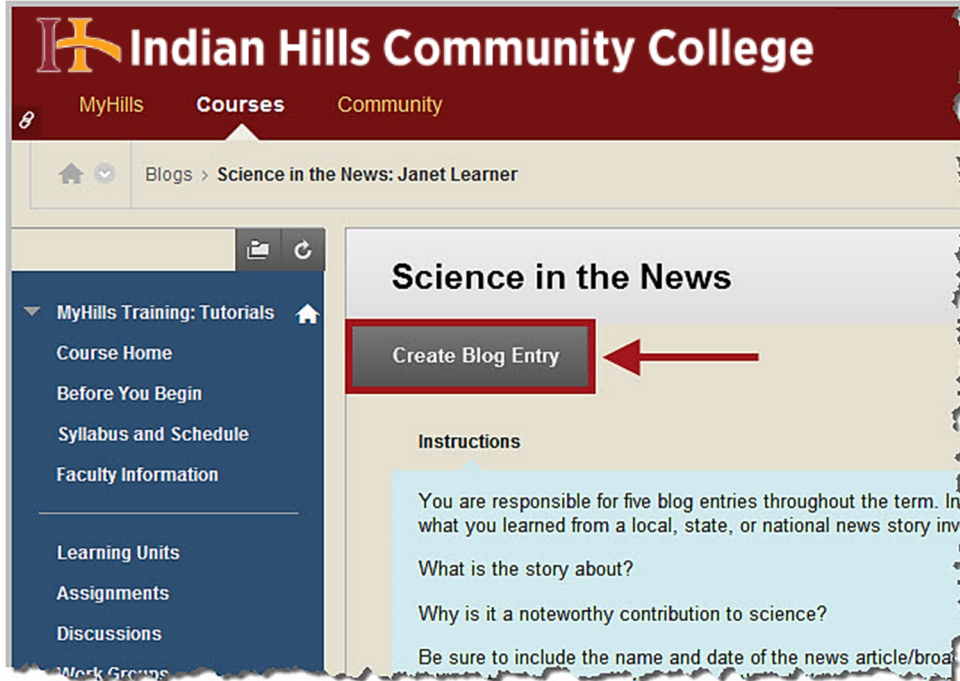 Indian Hills Community College
MyHills Courses Community
Blogs > Science in the News: Janet Learner
Science in the News
MyHills Training: Tutorials
Course Home
Before You Begin
Syllabus and Schedule
Faculty Information
Learning Units
Assignments
Discussions
Work Groups
Create Blog Entry
Instructions
You are responsible for five blog entries throughout the term. In
what you learned from a local, state, or national news story inv
What is the story about?
Why is it a noteworthy contribution to science?
Be sure to include the name and date of the news article/broa